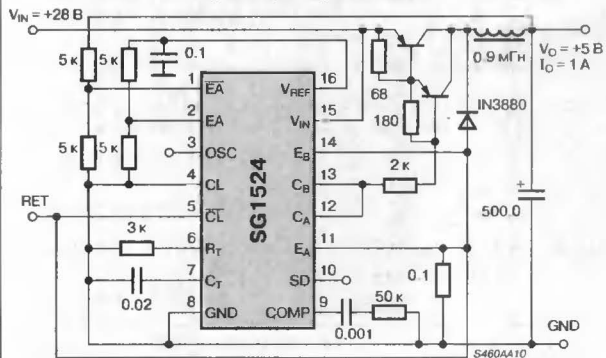 V_IN = +28 В
5 к
5 к
0.1
5 к
5 к
RET
3 к
0.02
1
2
3
4
5
6
7
8
E̅A̅
EA
OSC
CL
C̅L̅
R_T
C_T
GND
SG1524
V_REF
V_IN
E_B
C_B
C_A
E_A
SD
COMP
16
15
14
13
12
11
10
9
68
180
2 к
0.001
50 к
0.1
0.9 мГн
IN3880
V_O = +5 В
I_O = 1 А
+
500.0
GND
S460AA10